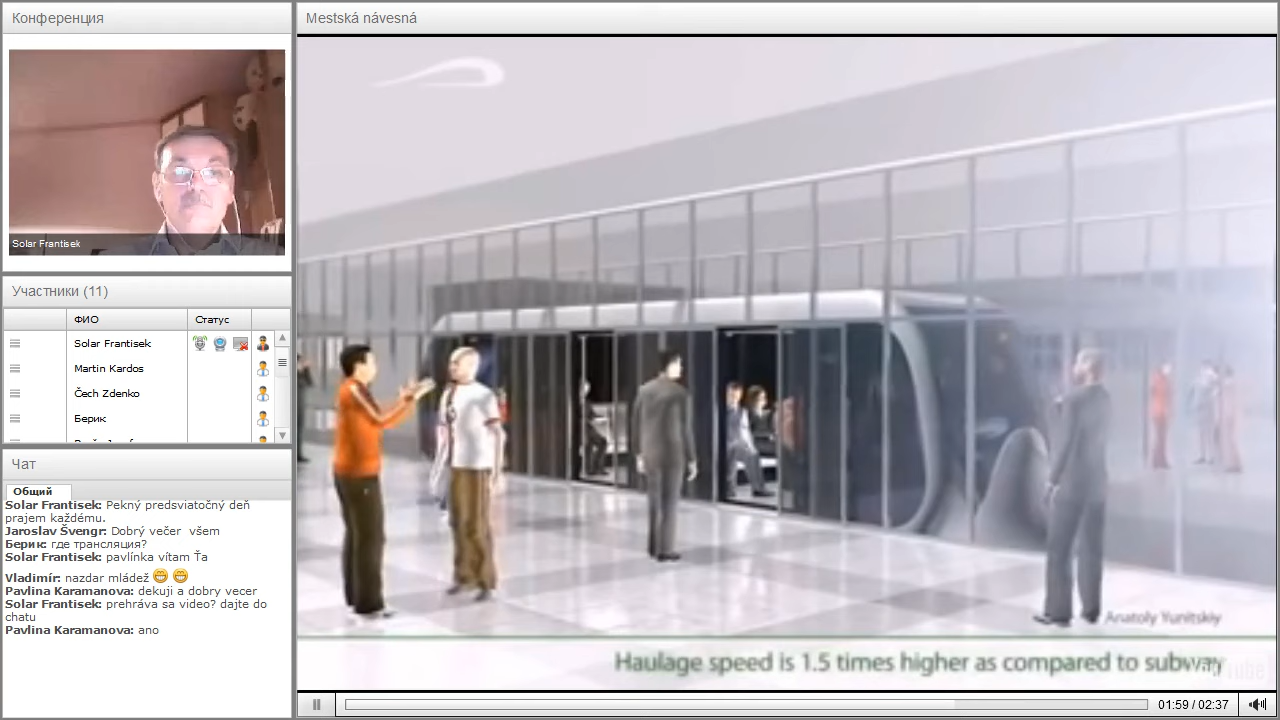 Конференция
Solar Frantisek
Участники (11)
ФИО
Статус
Solar Frantisek
Martin Kardos
Čech Zdenko
Берик
Чат
Общий
Solar Frantisek: Pekný predsviatočný deň
prajem každému.
Jaroslav Švengr: Dobrý večer všem
Берик: где трансляция?
Solar Frantisek: pavlínka vítam Ťa
Vladimír: nazdar mládež
Pavlina Karamanova: dekuji a dobry vecer
Solar Frantisek: prehráva sa video? dajte do
chatu
Pavlina Karamanova: ano
Mestská návesná
Anatoly Yunitskiy
Haulage speed is 1.5 times higher as compared to subway
01:59 / 02:37